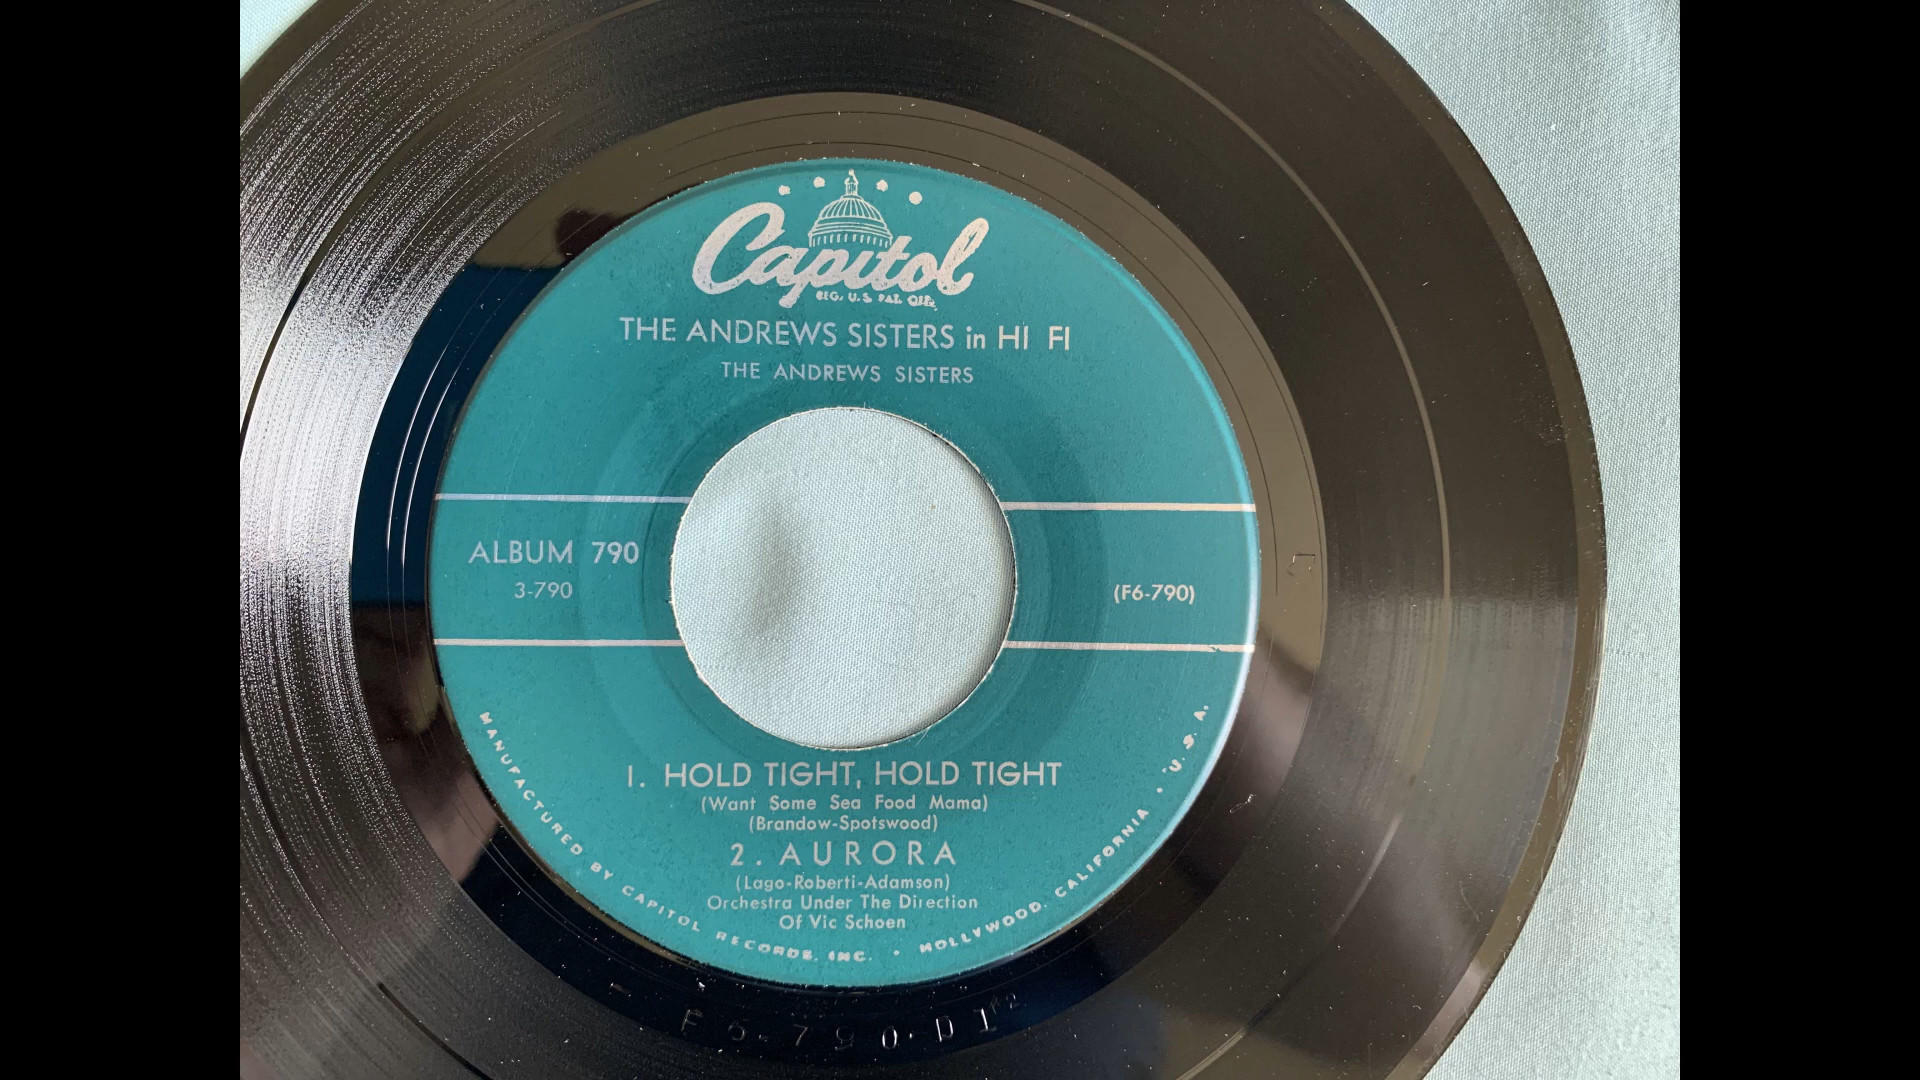 Capitol
REG. U.S. PAT. OFF.
THE ANDREWS SISTERS in HI FI
THE ANDREWS SISTERS
ALBUM 790
3-790
(F6-790)
1. HOLD TIGHT, HOLD TIGHT
(Want Some Sea Food Mama)
(Brandow-Spotswood)
2. AURORA
(Lago-Roberti-Adamson)
Orchestra Under The Direction
Of Vic Schoen
MANUFACTURED BY CAPITOL RECORDS, INC. • HOLLYWOOD, CALIFORNIA • U.S.A.
F6-790-D1